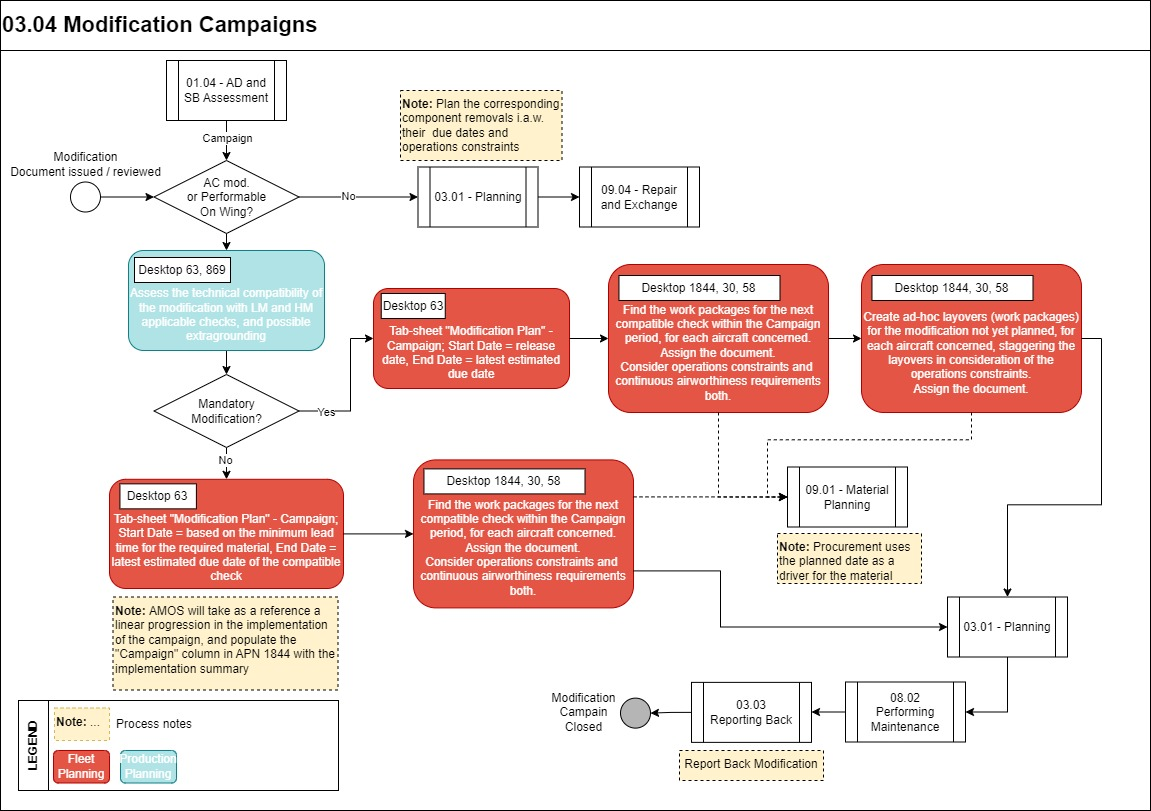 03.04 Modification Campaigns
01.04 - AD and
SB Assessment
Campaign
Modification
Document issued / reviewed
AC mod.
or Performable
On Wing?
No
Note: Plan the corresponding
component removals i.a.w.
their due dates and
operations constraints
03.01 - Planning
09.04 - Repair
and Exchange
Desktop 63, 869
Assess the technical compatibility of
the modification with LM and HM
applicable checks, and possible
extragrounding
Mandatory
Modification?
Yes
No
Desktop 63
Tab-sheet "Modification Plan" -
Campaign; Start Date = release
date, End Date = latest estimated
due date
Desktop 1844, 30, 58
Find the work packages for the next
compatible check within the Campaign
period, for each aircraft concerned.
Assign the document.
Consider operations constraints and
continuous airworthiness requirements
both.
Desktop 1844, 30, 58
Create ad-hoc layovers (work packages)
for the modification not yet planned, for
each aircraft concerned, staggering the
layovers in consideration of the
operations constraints.
Assign the document.
Desktop 63
Tab-sheet "Modification Plan" - Campaign;
Start Date = based on the minimum lead
time for the required material, End Date =
latest estimated due date of the compatible
check
Desktop 1844, 30, 58
Find the work packages for the next
compatible check within the Campaign
period, for each aircraft concerned.
Assign the document.
Consider operations constraints and
continuous airworthiness requirements
both.
09.01 - Material
Planning
Note: Procurement uses
the planned date as a
driver for the material
Note: AMOS will take as a reference a
linear progression in the implementation
of the campaign, and populate the
"Campaign" column in APN 1844 with the
implementation summary
03.01 - Planning
08.02
Performing
Maintenance
03.03
Reporting Back
Report Back Modification
Modification
Campain
Closed
LEGEND
Note: ...
Process notes
Fleet
Planning
Production
Planning